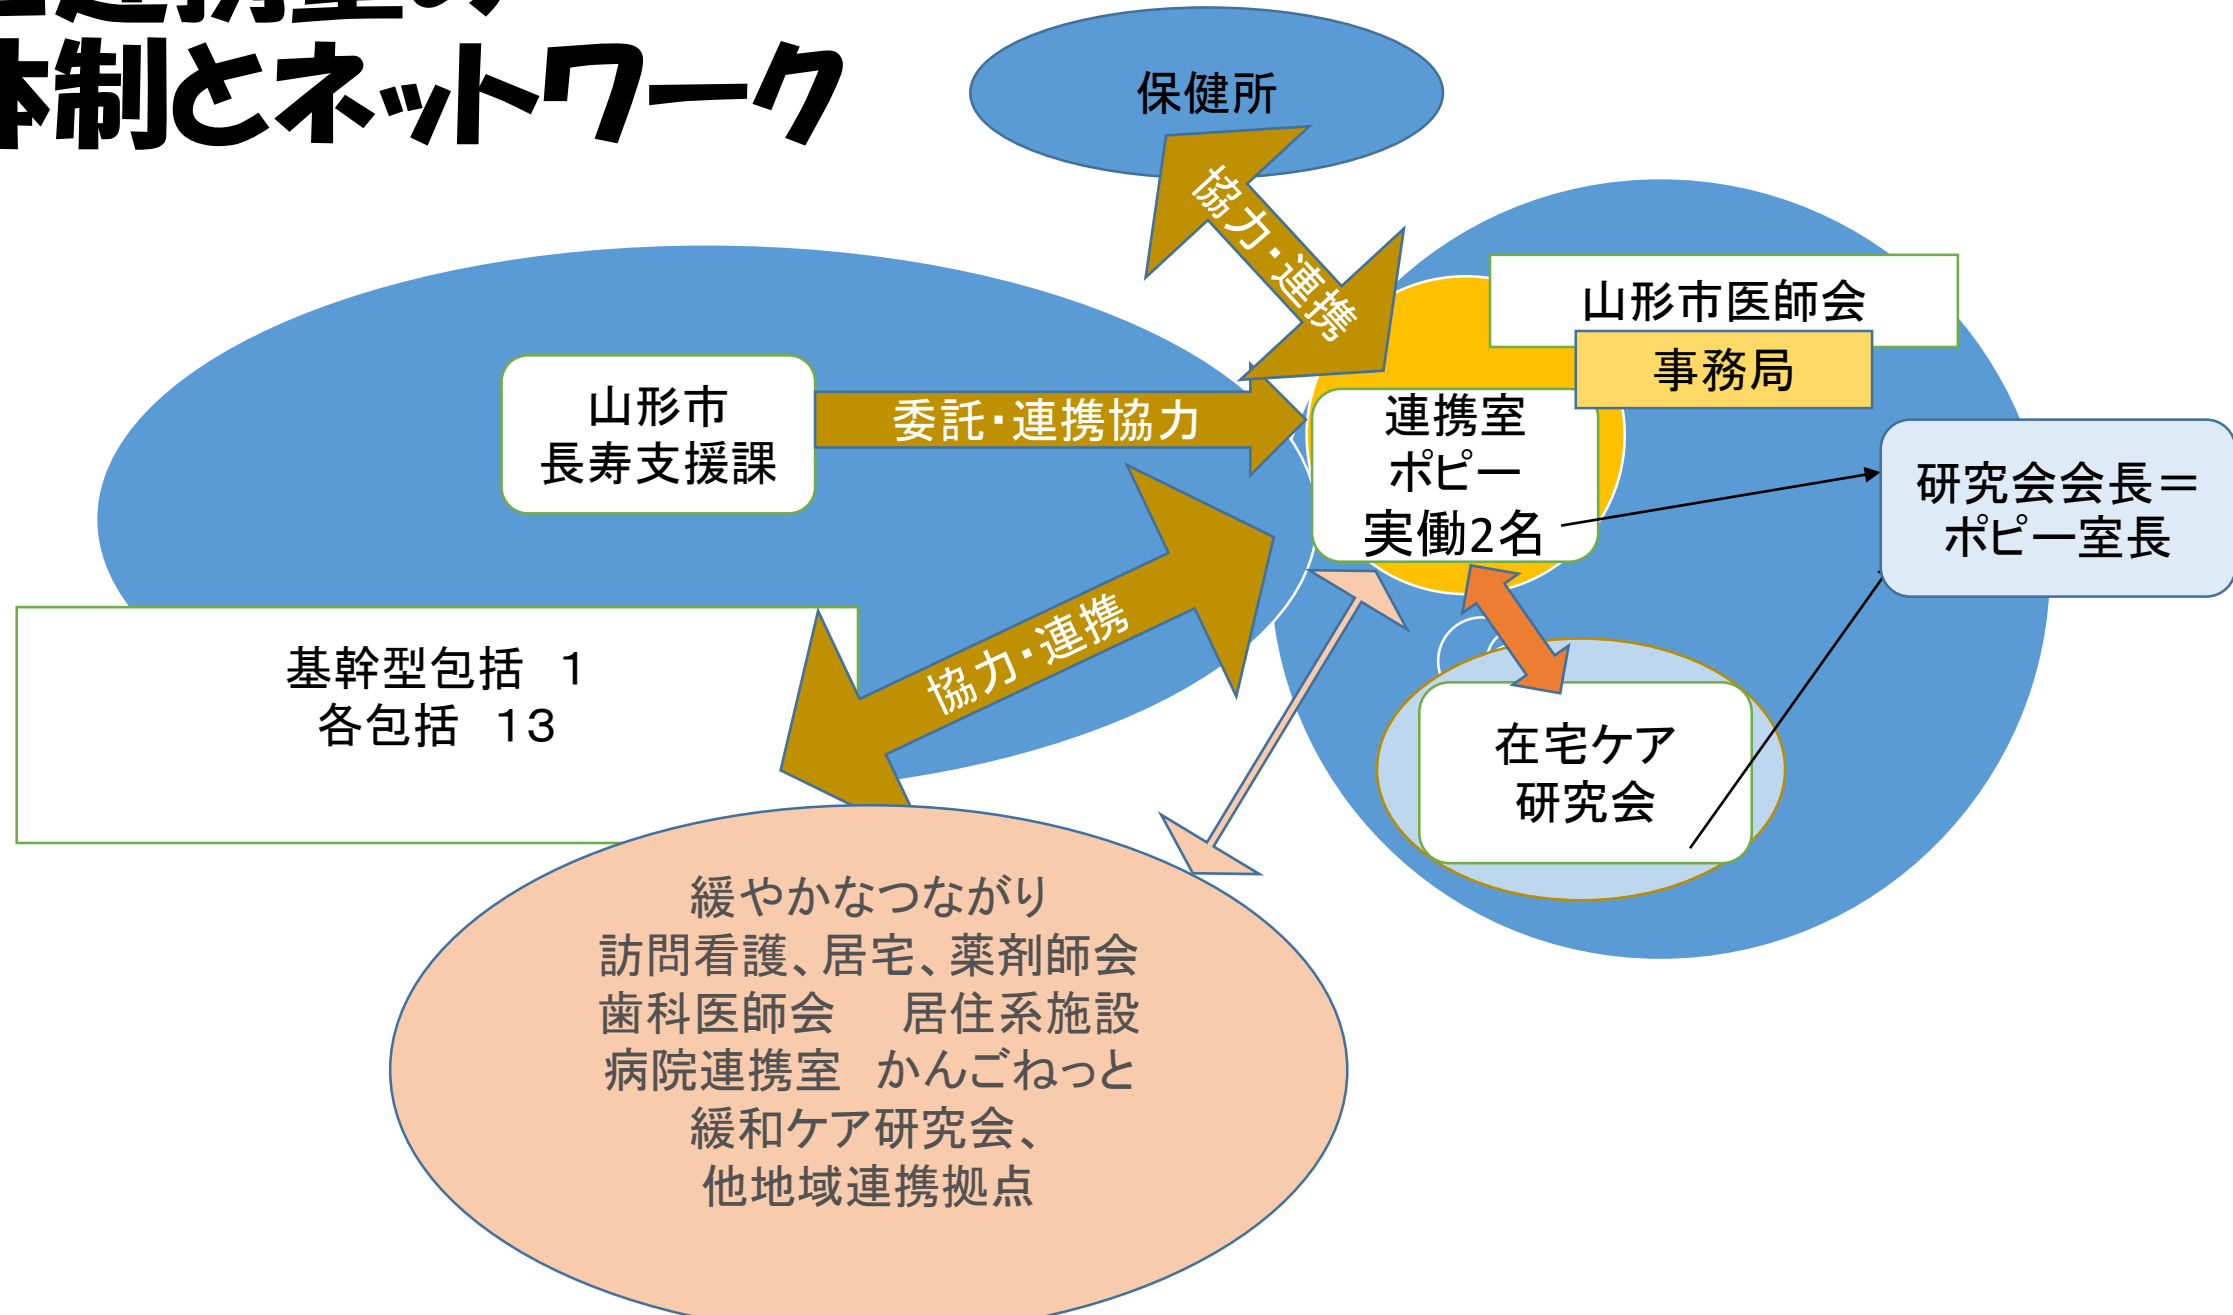 体制とネットワーク
保健所
協力・連携
山形市医師会
事務局
山形市
長寿支援課
委託・連携協力
連携室
ポピー
実働2名
研究会会長＝
ポピー室長
協力・連携
基幹型包括　１
各包括　１３
在宅ケア
研究会
緩やかなつながり
訪問看護、居宅、薬剤師会
歯科医師会　居住系施設
病院連携室　かんごねっと
緩和ケア研究会、
他地域連携拠点